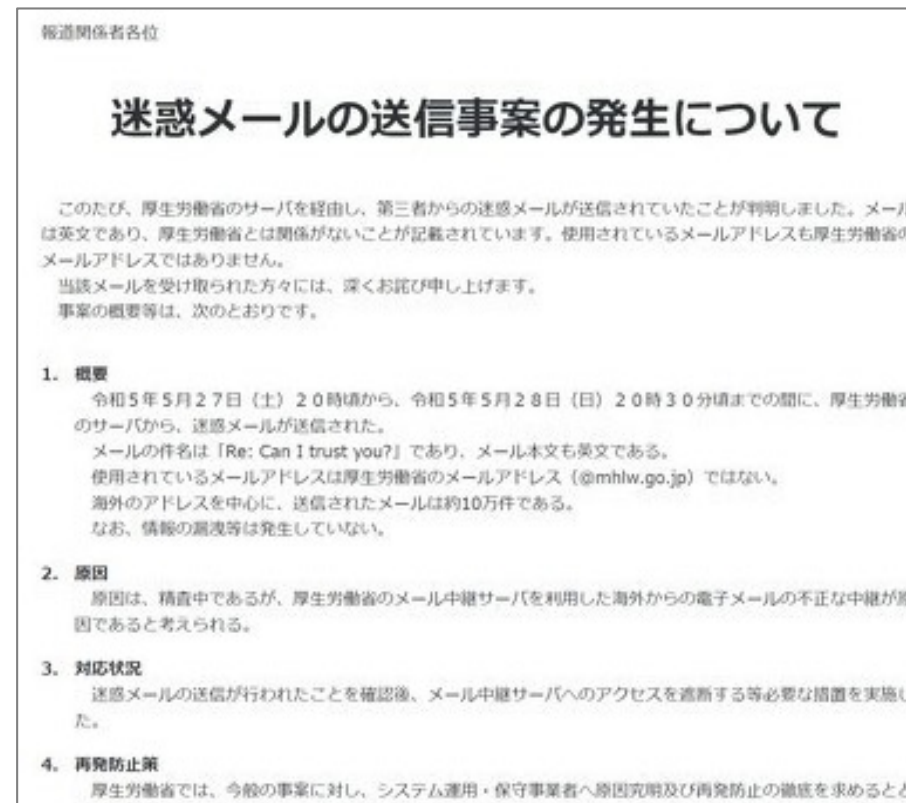 報道関係者各位
迷惑メールの送信事案の発生について
このたび、厚生労働省のサーバを経由し、第三者からの迷惑メールが送信されていたことが判明しました。メール
は英文であり、厚生労働省とは関係がないことが記載されています。使用されているメールアドレスも厚生労働省の
メールアドレスではありません。
当該メールを受け取られた方々には、深くお詫び申し上げます。
事案の概要等は、次のとおりです。
1. 概要
令和5年5月27日（土）20時頃から、令和5年5月28日（日）20時30分頃までの間に、厚生労働省
のサーバから、迷惑メールが送信された。
メールの件名は「Re: Can I trust you?」であり、メール本文も英文である。
使用されているメールアドレスは厚生労働省のメールアドレス（@mhlw.go.jp）ではない。
海外のアドレスを中心に、送信されたメールは約10万件である。
なお、情報の漏洩等は発生していない。
2. 原因
原因は、精査中であるが、厚生労働省のメール中継サーバを利用した海外からの電子メールの不正な中継が原
因であると考えられる。
3. 対応状況
迷惑メールの送信が行われたことを確認後、メール中継サーバへのアクセスを遮断する等必要な措置を実施し
た。
4. 再発防止策
厚生労働省では、今般の事案に対し、システム運用・保守事業者へ原因究明及び再発防止の徹底を求めるとと